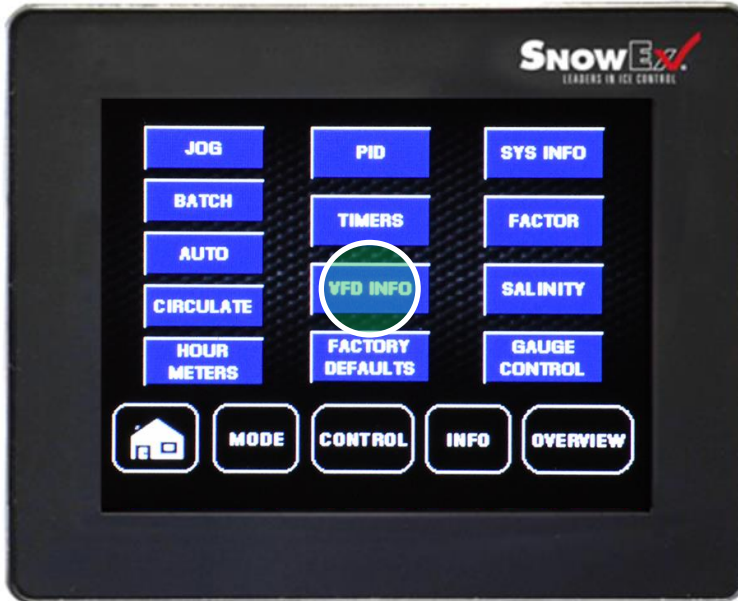 SNOWEX
LEADERS IN ICE CONTROL
JOG
PID
SYS INFO
BATCH
TIMERS
FACTOR
AUTO
VFD INFO
SALINITY
CIRCULATE
HOUR
METERS
FACTORY
DEFAULTS
GAUGE
CONTROL
MODE
CONTROL
INFO
OVERVIEW